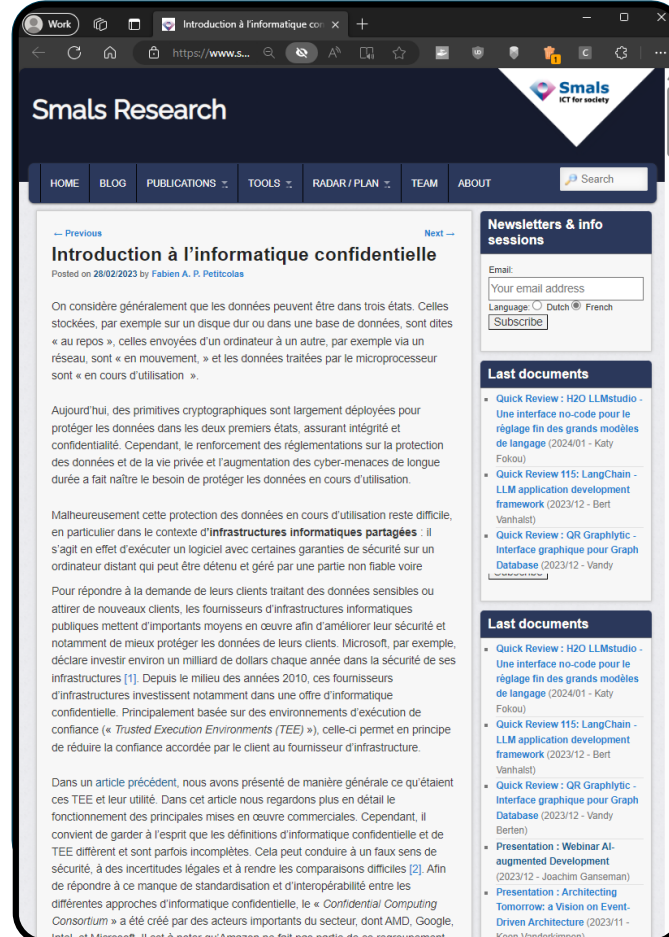 Work
Introduction à l'informatique con
https://www.s...
1
Smals Research
Smals
ICT for society
HOME BLOG PUBLICATIONS TOOLS RADAR / PLAN TEAM ABOUT
Search
← Previous
Next →
Introduction à l'informatique confidentielle
Posted on 28/02/2023 by Fabien A. P. Petitcolas
On considère généralement que les données peuvent être dans trois états. Celles
stockées, par exemple sur un disque dur ou dans une base de données, sont dites
« au repos », celles envoyées d'un ordinateur à un autre, par exemple via un
réseau, sont « en mouvement, » et les données traitées par le microprocesseur
sont « en cours d'utilisation ».
Aujourd'hui, des primitives cryptographiques sont largement déployées pour
protéger les données dans les deux premiers états, assurant intégrité et
confidentialité. Cependant, le renforcement des réglementations sur la protection
des données et de la vie privée et l'augmentation des cyber-menaces de longue
durée a fait naître le besoin de protéger les données en cours d'utilisation.
Malheureusement cette protection des données en cours d'utilisation reste difficile,
en particulier dans le contexte d'infrastructures informatiques partagées : il
s'agit en effet d'exécuter un logiciel avec certaines garanties de sécurité sur un
ordinateur distant qui peut être détenu et géré par une partie non fiable voire
Pour répondre à la demande de leurs clients traitant des données sensibles ou
attirer de nouveaux clients, les fournisseurs d'infrastructures informatiques
publiques mettent d'importants moyens en œuvre afin d'améliorer leur sécurité et
notamment de mieux protéger les données de leurs clients. Microsoft, par exemple,
déclare investir environ un milliard de dollars chaque année dans la sécurité de ses
infrastructures [1]. Depuis le milieu des années 2010, ces fournisseurs
d'infrastructures investissent notamment dans une offre d'informatique
confidentielle. Principalement basée sur des environnements d'exécution de
confiance (« Trusted Execution Environments (TEE) »), celle-ci permet en principe
de réduire la confiance accordée par le client au fournisseur d'infrastructure.
Dans un article précédent, nous avons présenté de manière générale ce qu'étaient
ces TEE et leur utilité. Dans cet article nous regardons plus en détail le
fonctionnement des principales mises en œuvre commerciales. Cependant, il
convient de garder à l'esprit que les définitions d'informatique confidentielle et de
TEE diffèrent et sont parfois incomplètes. Cela peut conduire à un faux sens de
sécurité, à des incertitudes légales et à rendre les comparaisons difficiles [2]. Afin
de répondre à ce manque de standardisation et d'interopérabilité entre les
différentes approches d'informatique confidentielle, le « Confidential Computing
Consortium » a été créé par des acteurs importants du secteur, dont AMD, Google,
Intel, et Microsoft. Il est à noter qu'Amazon ne fait pas partie de ce regroupement
Newsletters & info
sessions
Email:
Your email address
Language: Dutch French
Subscribe
Last documents
Quick Review : H2O LLMstudio -
Une interface no-code pour le
réglage fin des grands modèles
de langage (2024/01 - Katy
Fokou)
Quick Review 115: LangChain -
LLM application development
framework (2023/12 - Bert
Vanhalst)
Quick Review : QR Graphlytic -
Interface graphique pour Graph
Database (2023/12 - Vandy
Subscribe
Last documents
Quick Review : H2O LLMstudio -
Une interface no-code pour le
réglage fin des grands modèles
de langage (2024/01 - Katy
Fokou)
Quick Review 115: LangChain -
LLM application development
framework (2023/12 - Bert
Vanhalst)
Quick Review : QR Graphlytic -
Interface graphique pour Graph
Database (2023/12 - Vandy
Berten)
Presentation : Webinar AI-
augmented Development
(2023/12 - Joachim Ganseman)
Presentation : Architecting
Tomorrow: a Vision on Event-
Driven Architecture (2023/11 -
Koen Vanderkimpen)